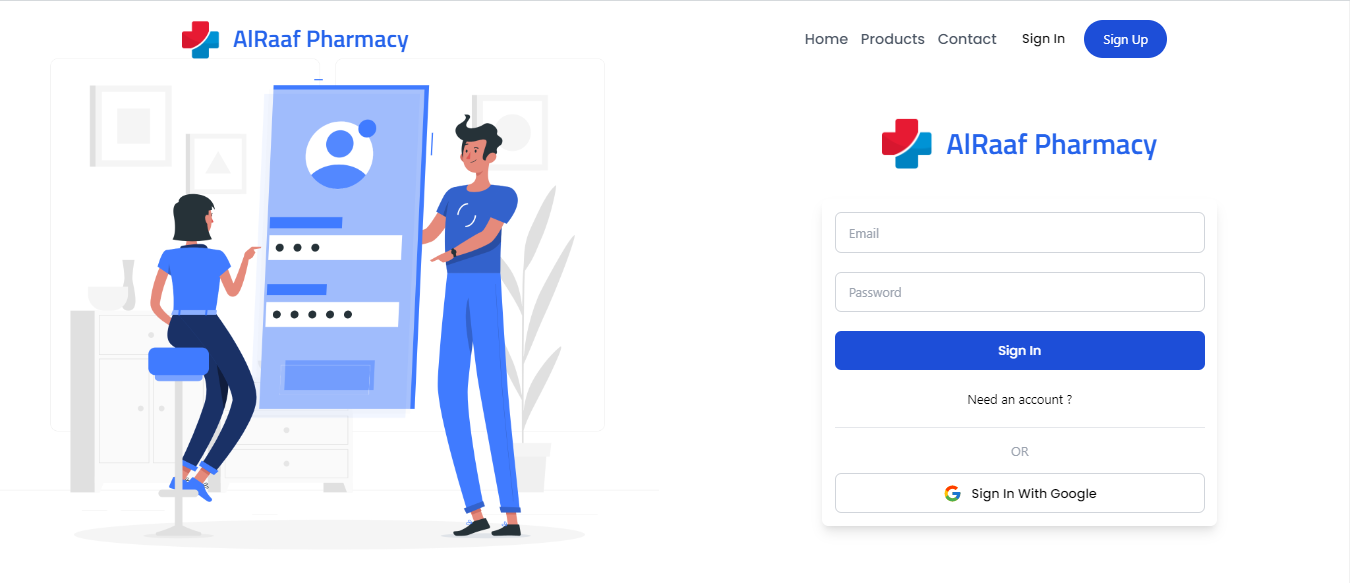 AlRaaf Pharmacy
Home Products Contact Sign In Sign Up
AlRaaf Pharmacy
Email
Password
Sign In
Need an account ?
OR
Sign In With Google